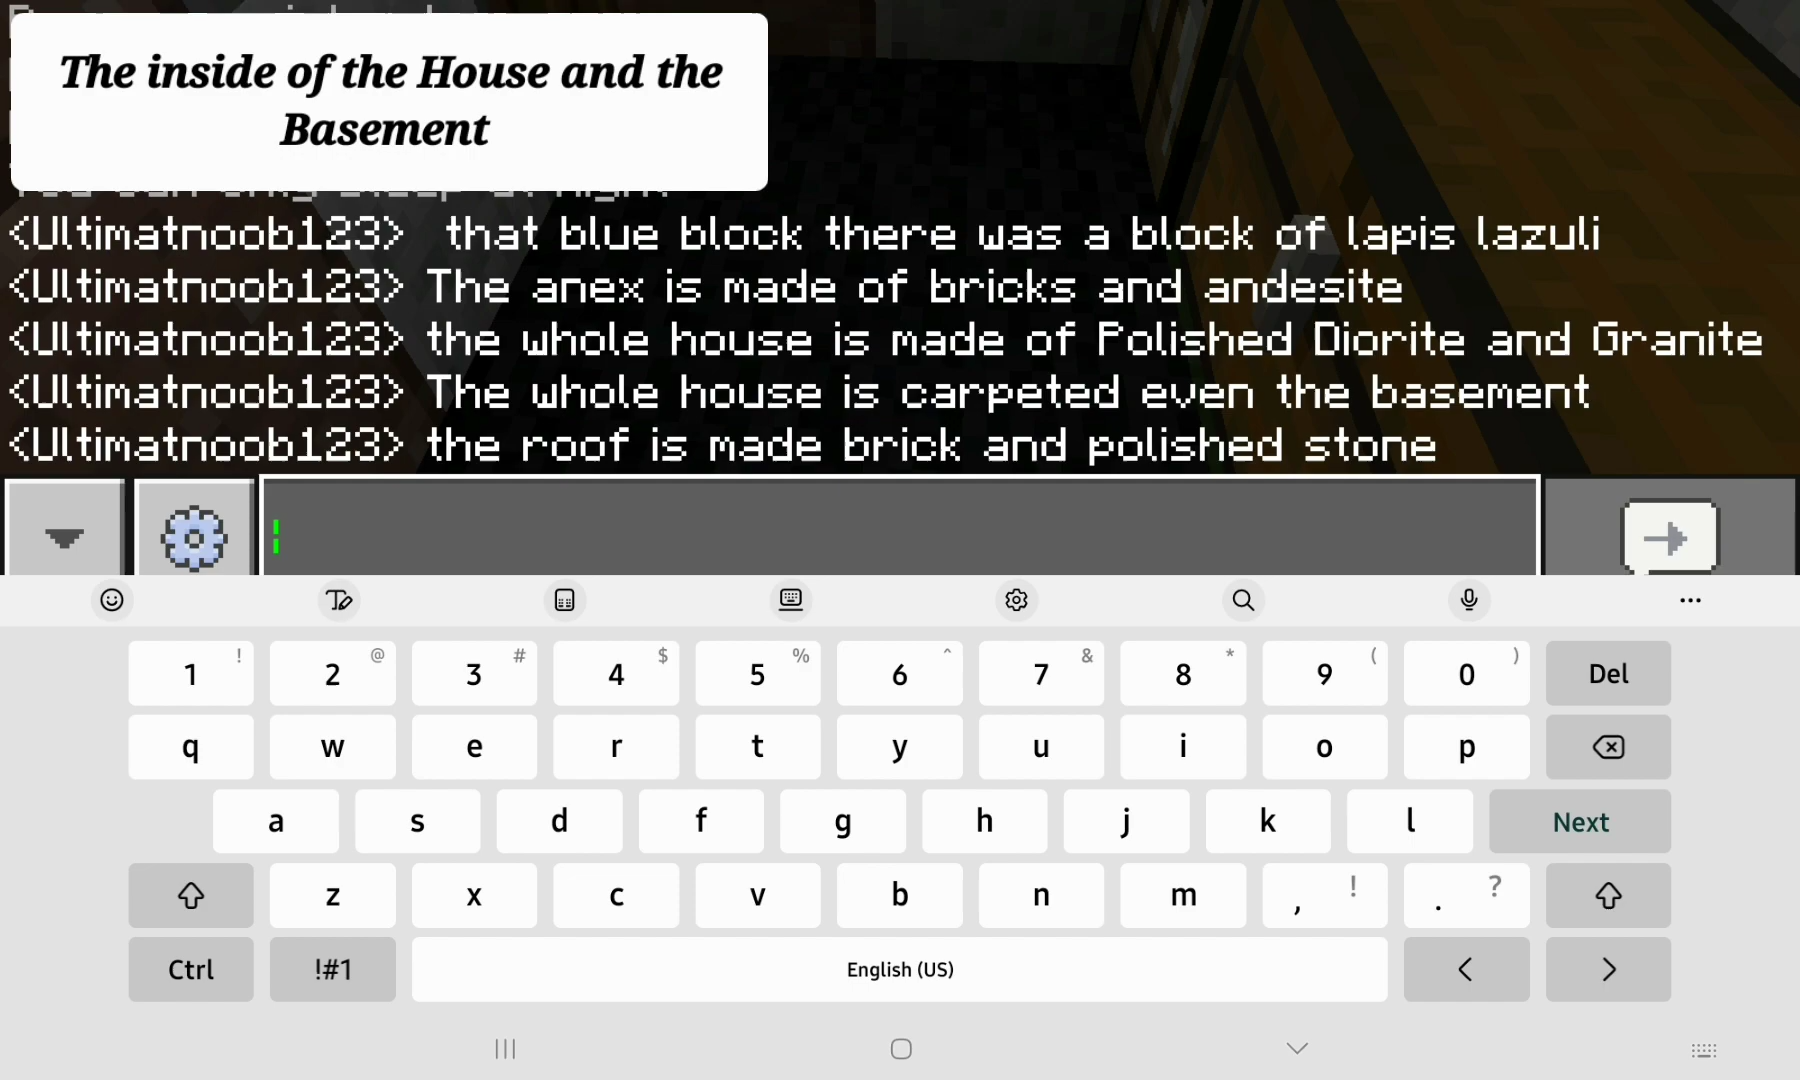 The inside of the House and the
Basement
<Ultimatnoob123>  that blue block there was a block of lapis lazuli
<Ultimatnoob123> The anex is made of bricks and andesite
<Ultimatnoob123> the whole house is made of Polished Diorite and Granite
<Ultimatnoob123> The whole house is carpeted even the basement
<Ultimatnoob123> the roof is made brick and polished stone
1 ! 2 @ 3 # 4 $ 5 % 6 ^ 7 & 8 * 9 ( 0 ) Del
q w e r t y u i o p
a s d f g h j k l Next
z x c v b n m , ! . ?
Ctrl !#1 English (US) < >